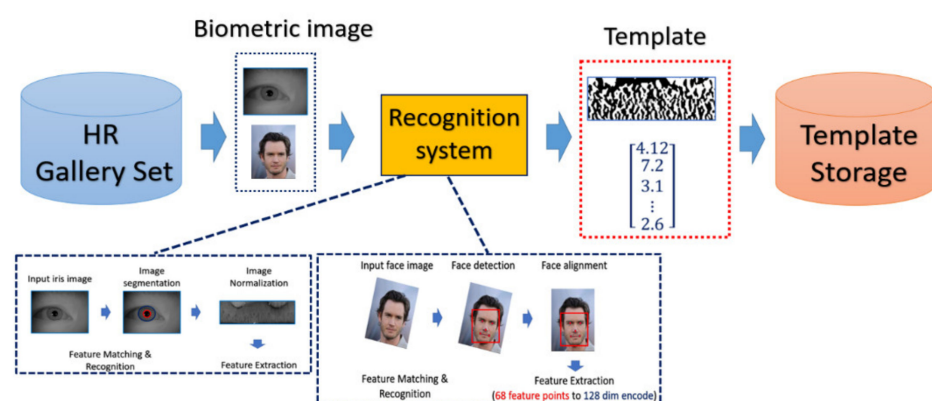 Biometric image
Template
HR
Gallery Set
Recognition
system
4.12
7.2
3.1
⋮
2.6
Template
Storage
Input iris image
Image
segmentation
Image
Normalization
Feature Matching &
Recognition
Feature Extraction
Input face image
Face detection
Face alignment
Feature Matching &
Recognition
Feature Extraction
(68 feature points to 128 dim encode)